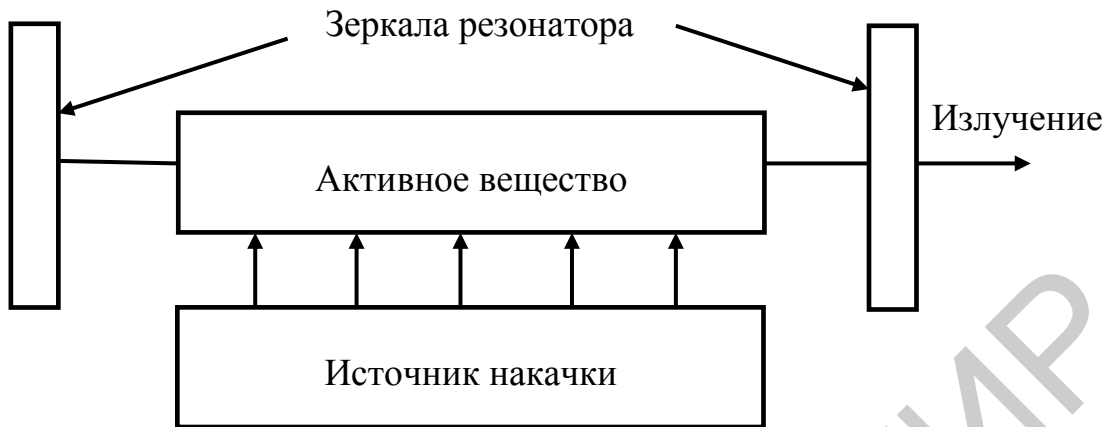 Зеркала резонатора
Излучение
Активное вещество
Источник накачки